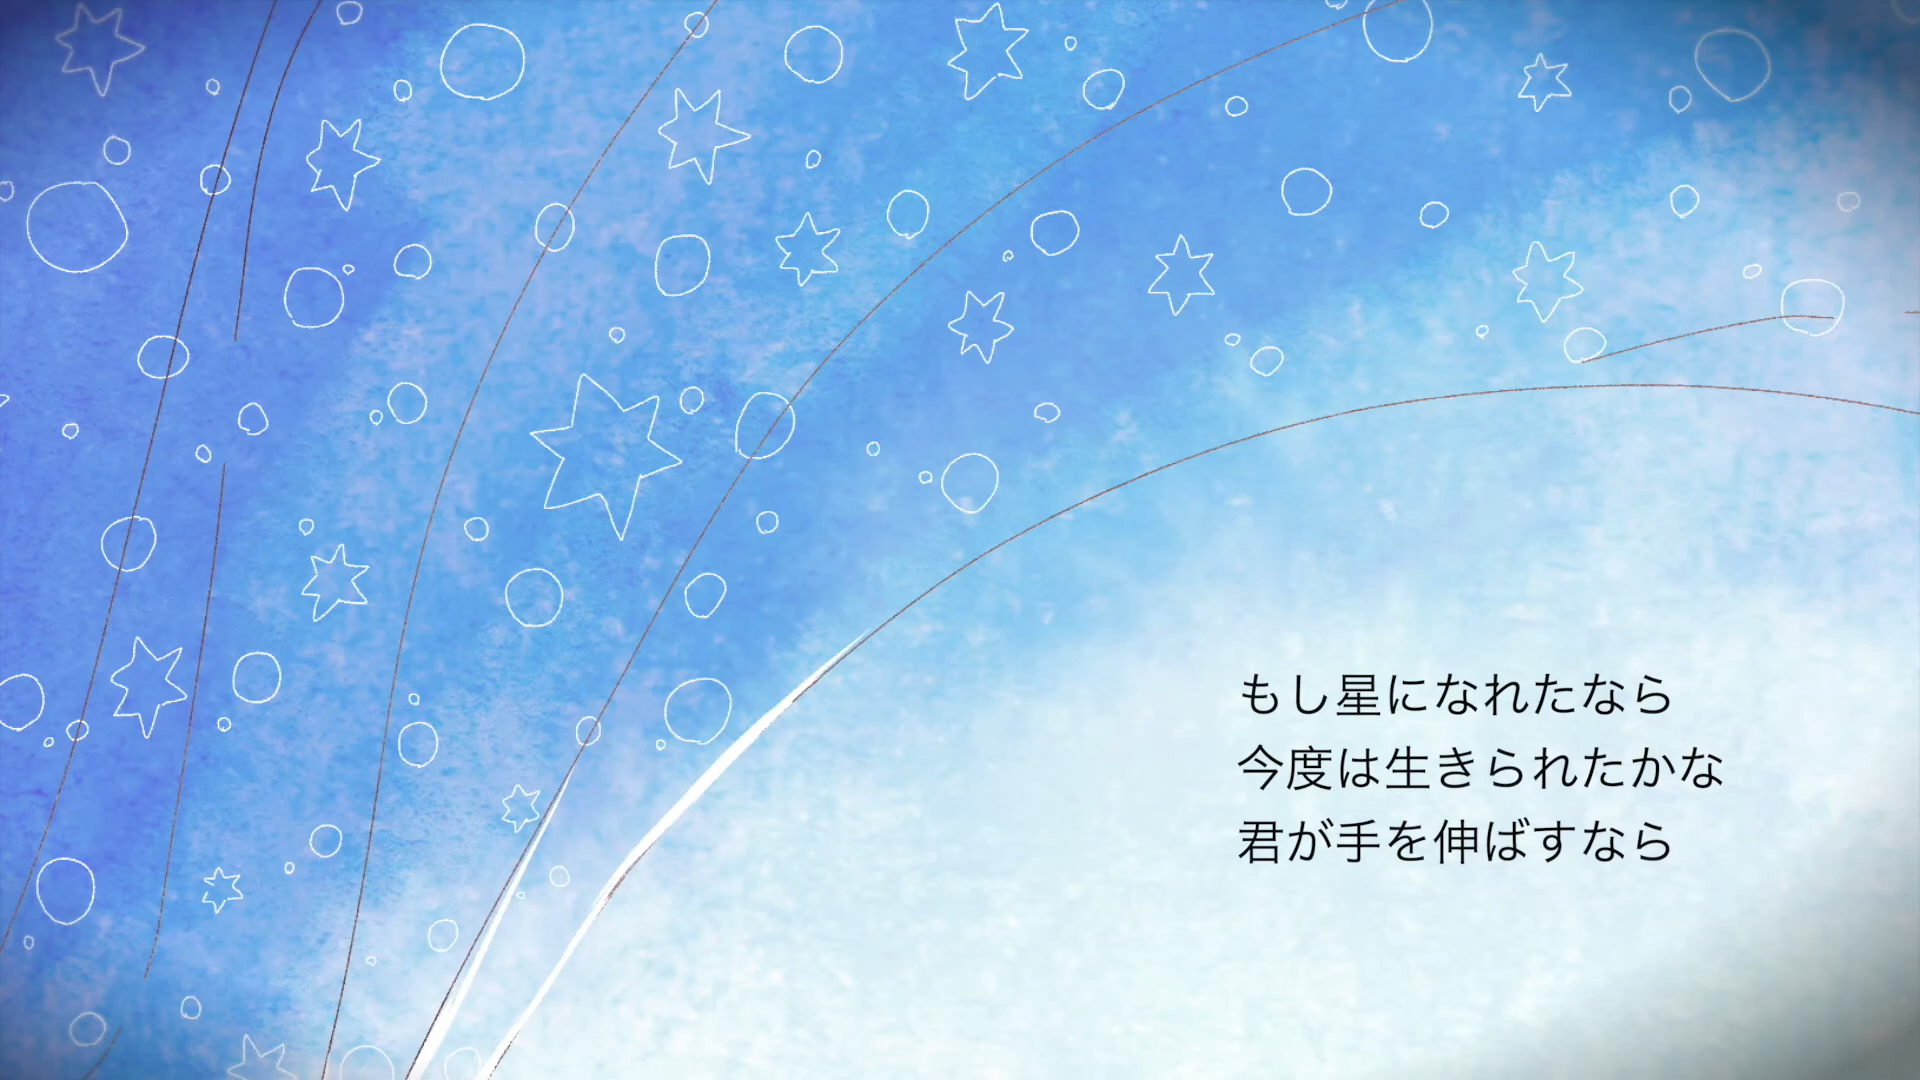 もし星になれたなら
今度は生きられたかな
君が手を伸ばすなら